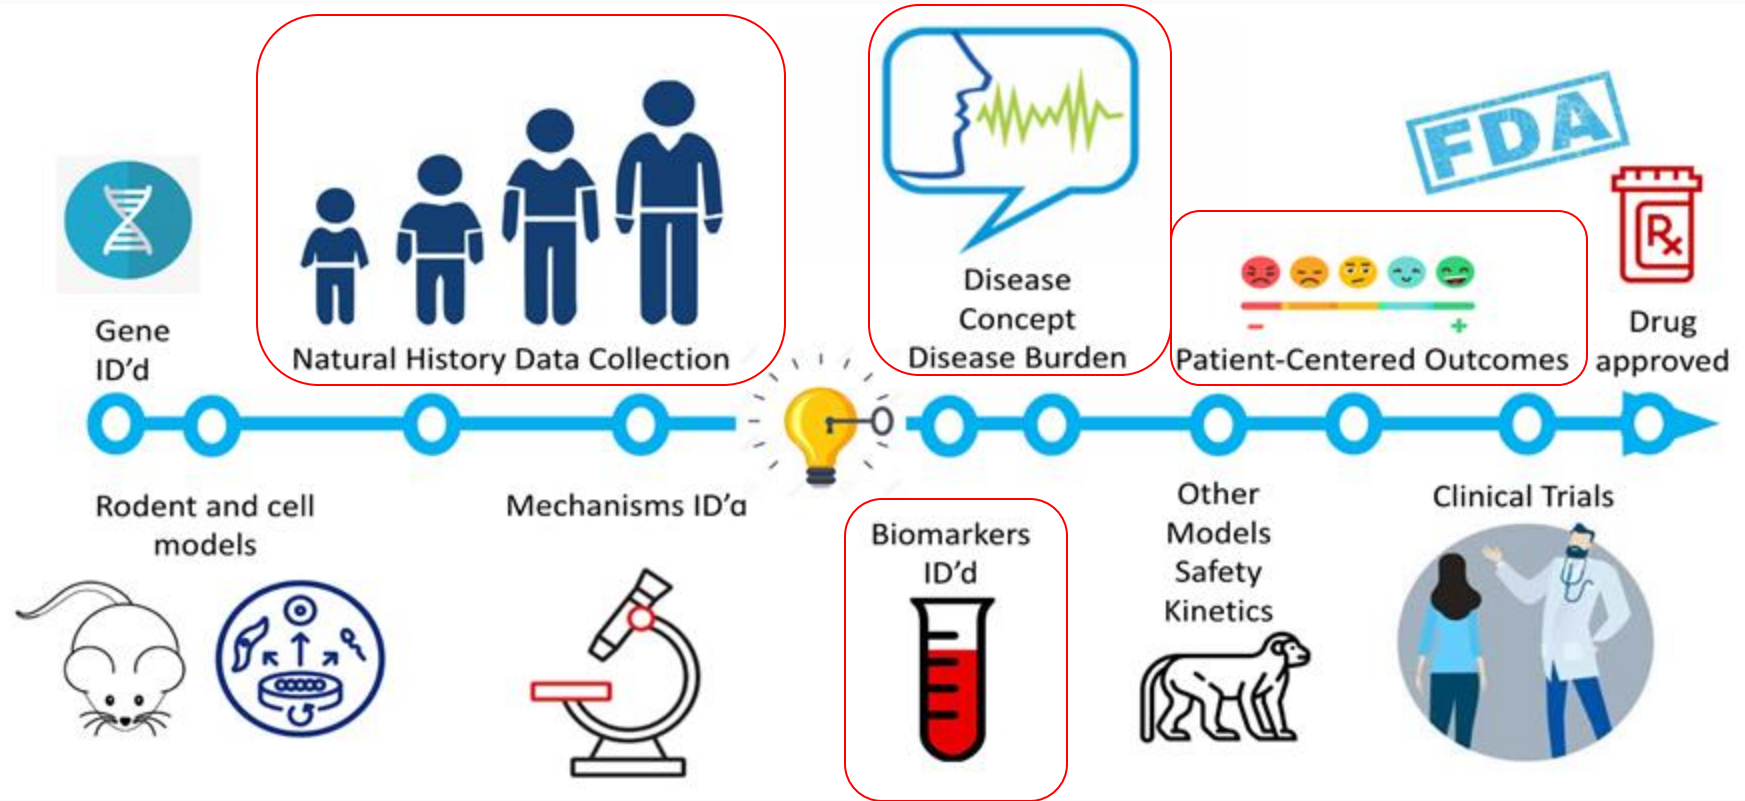 Gene
ID’d
Natural History Data Collection
Disease
Concept
Disease Burden
Patient-Centered Outcomes
FDA
Rx
Drug
approved
Rodent and cell
models
Mechanisms ID’d
Biomarkers
ID’d
Other
Models
Safety
Kinetics
Clinical Trials